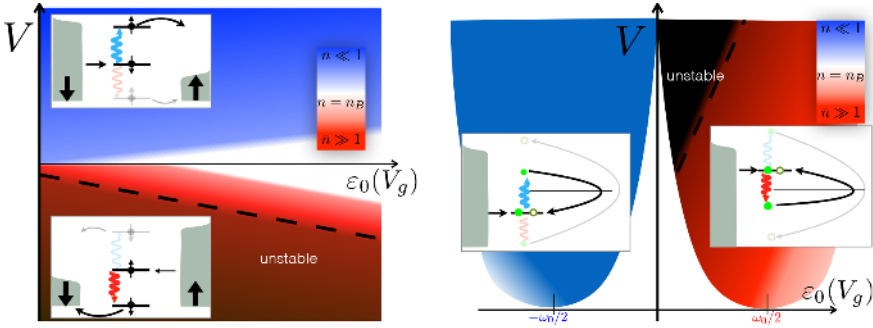 V
n ≪ 1
n = n_B
n ≫ 1
ε₀(V_g)
unstable
V
unstable
n ≪ 1
n = n_B
n ≫ 1
ε₀(V_g)
−ω₀/2
ω₀/2